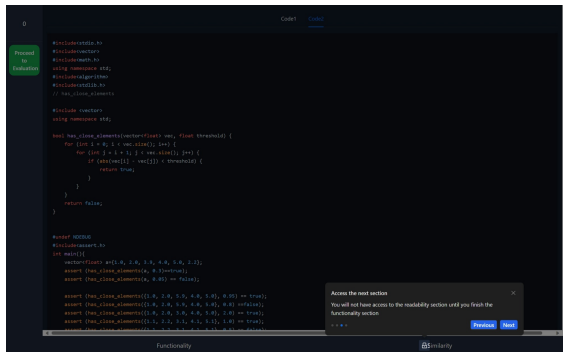 0
Code1 Code2
Proceed
to
Evaluation
#include<stdio.h>
#include<vector>
#include<math.h>
using namespace std;
#include<algorithm>
#include<stdlib.h>
// has_close_elements
#include <vector>
using namespace std;
bool has_close_elements(vector<float> vec, float threshold) {
for (int i = 0; i < vec.size(); i++) {
for (int j = i + 1; j < vec.size(); j++) {
if (abs(vec[i] - vec[j]) < threshold) {
return true;
}
}
}
return false;
}
#undef NDEBUG
#include<assert.h>
int main(){
vector<float> a={1.0, 2.0, 3.9, 4.0, 5.0, 2.2};
assert (has_close_elements(a, 0.3)==true);
assert (has_close_elements(a, 0.05) == false);
assert (has_close_elements({1.0, 2.0, 5.9, 4.0, 5.0}, 0.95) == true);
assert (has_close_elements({1.0, 2.0, 5.9, 4.0, 5.0}, 0.8) ==false);
assert (has_close_elements({1.0, 2.0, 3.0, 4.0, 5.0}, 2.0) == true);
assert (has_close_elements({1.1, 2.2, 3.1, 4.1, 5.1}, 1.0) == true);
Access the next section
You will not have access to the readability section until you finish the
functionality section
Previous Next
Functionality
Similarity